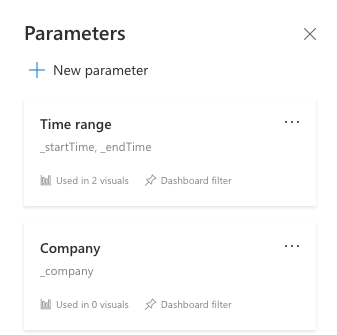 Parameters
New parameter
Time range
_startTime, _endTime
Used in 2 visuals Dashboard filter
Company
_company
Used in 0 visuals Dashboard filter